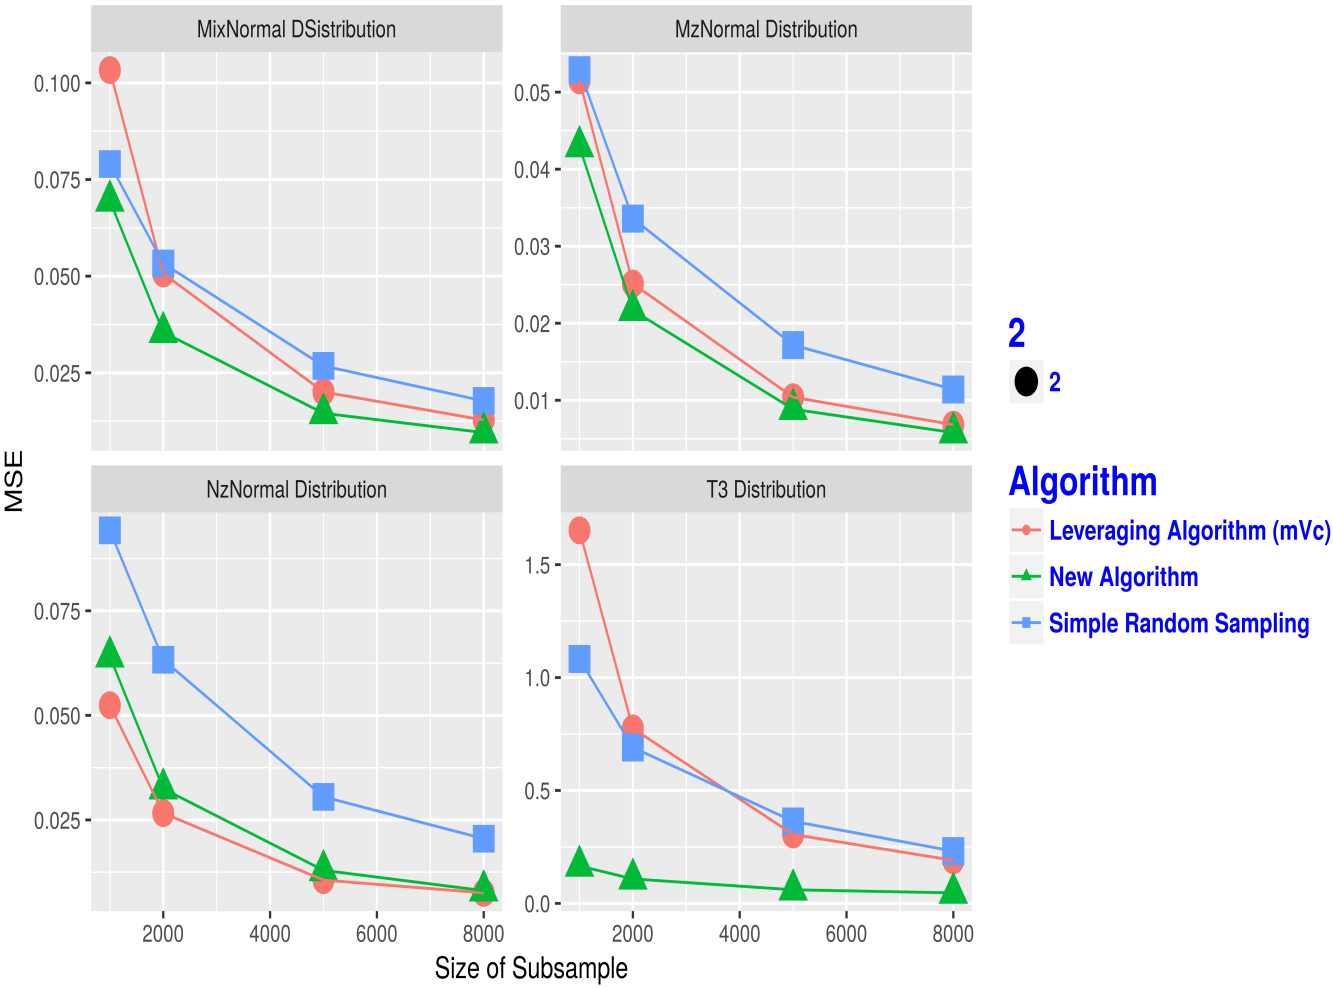 MixNormal DSistribution
MzNormal Distribution
0.100
0.075
0.050
0.025
0.05
0.04
0.03
0.02
0.01
MSE
NzNormal Distribution
T3 Distribution
0.075
0.050
0.025
1.5
1.0
0.5
0.0
2000 4000 6000 8000
2000 4000 6000 8000
Size of Subsample
2
2
Algorithm
Leveraging Algorithm (mVc)
New Algorithm
Simple Random Sampling